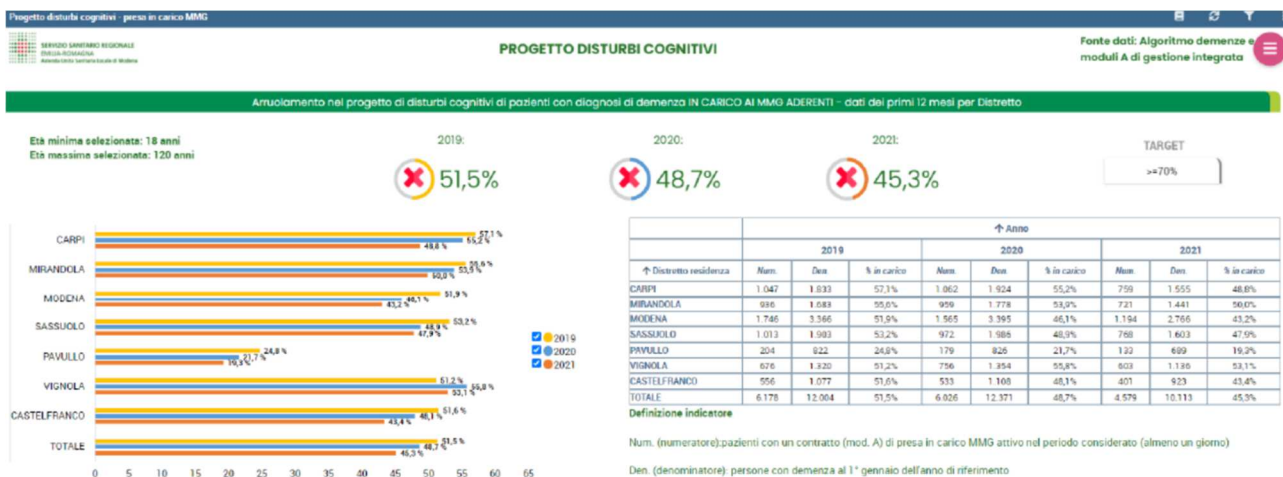 Progetto disturbi cognitivi - presa in carico MMG
SERVIZIO SANITARIO REGIONALE
EMILIA-ROMAGNA
Azienda Unità Sanitaria Locale di Modena
PROGETTO DISTURBI COGNITIVI
Fonte dati: Algoritmo demenze e
moduli A di gestione integrata
Arruolamento nel progetto di disturbi cognitivi di pazienti con diagnosi di demenza IN CARICO AI MMG ADERENTI - dati dei primi 12 mesi per Distretto
Età minima selezionata: 18 anni
Età massima selezionata: 120 anni
2019:
51,5%
2020:
48,7%
2021:
45,3%
TARGET
>=70%
CARPI
57,1 %
55,2 %
48,8 %
MIRANDOLA
55,6 %
53,9 %
50,0 %
MODENA
51,9 %
46,1 %
43,2 %
SASSUOLO
53,2 %
48,9 %
47,9 %
PAVULLO
24,8 %
21,7 %
19,3 %
VIGNOLA
51,2 %
55,8 %
53,1 %
CASTELFRANCO
51,6 %
48,1 %
43,4 %
TOTALE
51,5 %
48,7 %
45,3 %
0 5 10 15 20 25 30 35 40 45 50 55 60 65
2019
2020
2021
↑ Anno
2019 2020 2021
↑ Distretto residenza Num. Den. % in carico Num. Den. % in carico Num. Den. % in carico
CARPI 1.047 1.833 57,1% 1.062 1.924 55,2% 759 1.555 48,8%
MIRANDOLA 936 1.683 55,6% 959 1.778 53,9% 721 1.441 50,0%
MODENA 1.746 3.366 51,9% 1.565 3.395 46,1% 1.194 2.766 43,2%
SASSUOLO 1.013 1.903 53,2% 972 1.986 48,9% 768 1.603 47,9%
PAVULLO 204 822 24,8% 179 826 21,7% 133 689 19,3%
VIGNOLA 676 1.320 51,2% 756 1.354 55,8% 603 1.136 53,1%
CASTELFRANCO 556 1.077 51,6% 533 1.108 48,1% 401 923 43,4%
TOTALE 6.178 12.004 51,5% 6.026 12.371 48,7% 4.579 10.113 45,3%
Definizione indicatore
Num. (numeratore):pazienti con un contratto (mod. A) di presa in carico MMG attivo nel periodo considerato (almeno un giorno)
Den. (denominatore): persone con demenza al 1° gennaio dell'anno di riferimento